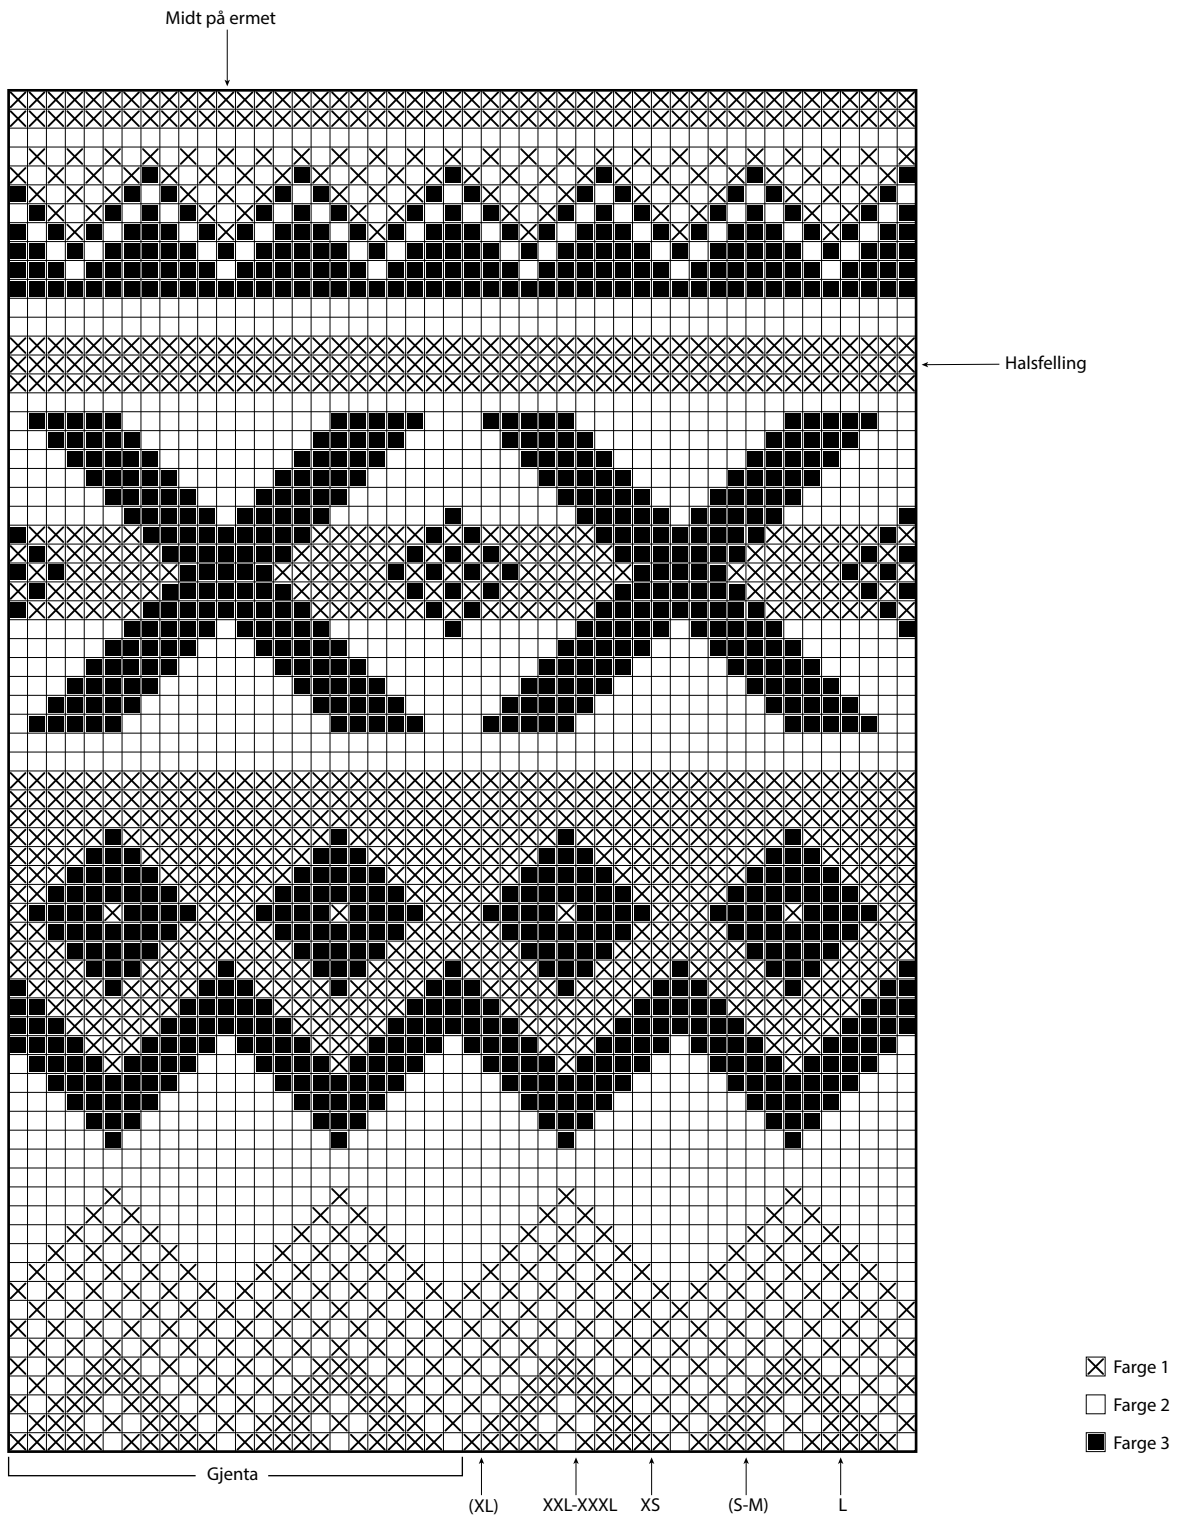 Midt på ermet
Halsfelling
Farge 1
Farge 2
Farge 3
Gjenta
(XL)
XXL-XXXL
XS
(S-M)
L